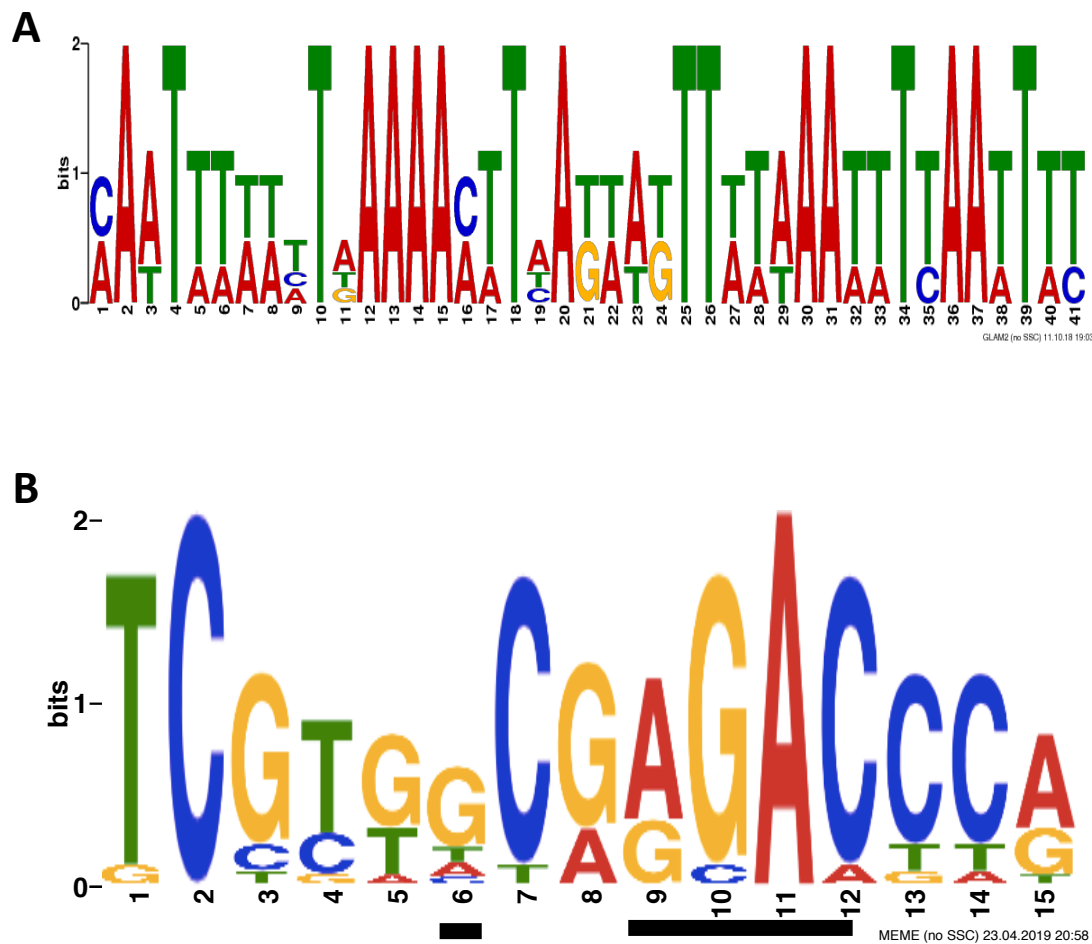 A
2
bits
1
0
C A A T T T T T T T A A A A A C T T A A T T A T T T T T A A A T T T T A A T T T T
A T A A A A C T A A T G A T G A A T A A C A A C
A G C
1 2 3 4 5 6 7 8 9 10 11 12 13 14 15 16 17 18 19 20 21 22 23 24 25 26 27 28 29 30 31 32 33 34 35 36 37 38 39 40 41
GLAM2 (no SSC) 11.10.18 19:03
B
2
bits
1
0
T C G T G G C G A G A C C C A
G C C T T T A G C A T T G
T G A A G A T
C
1 2 3 4 5 6 7 8 9 10 11 12 13 14 15
MEME (no SSC) 23.04.2019 20:58